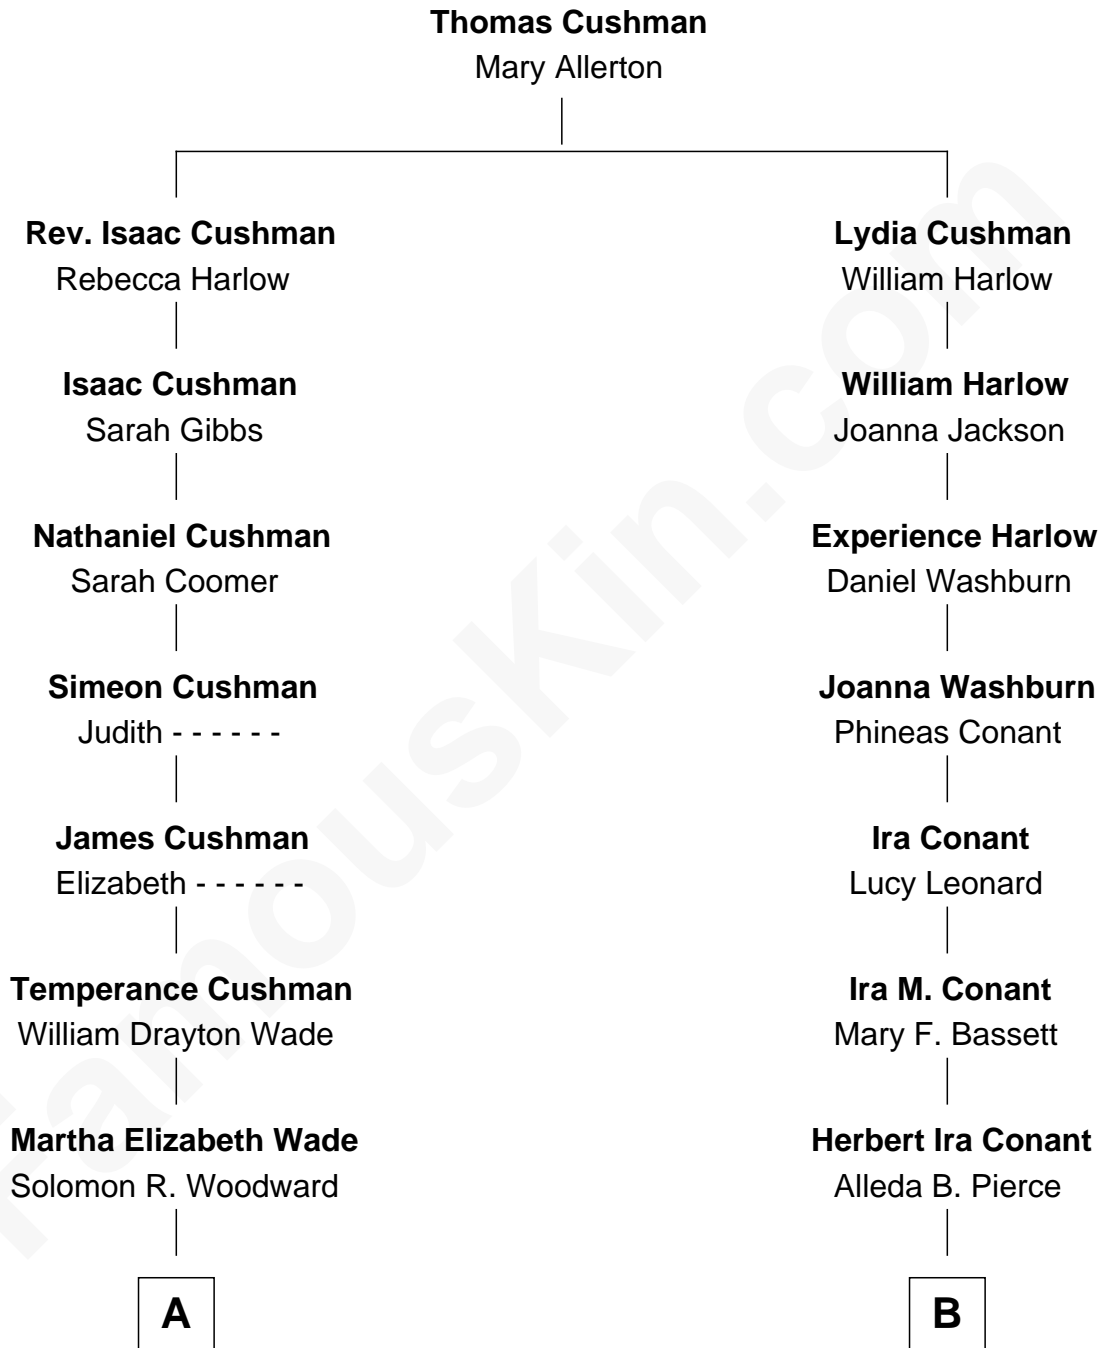 Thomas Cushman
Mary Allerton
Rev. Isaac Cushman
Rebecca Harlow
Lydia Cushman
William Harlow
Isaac Cushman
Sarah Gibbs
William Harlow
Joanna Jackson
Nathaniel Cushman
Sarah Coomer
Experience Harlow
Daniel Washburn
Simeon Cushman
Judith - - - - - -
Joanna Washburn
Phineas Conant
James Cushman
Elizabeth - - - - - -
Ira Conant
Lucy Leonard
Temperance Cushman
William Drayton Wade
Ira M. Conant
Mary F. Bassett
Martha Elizabeth Wade
Solomon R. Woodward
Herbert Ira Conant
Alleda B. Pierce
A
B
FamousKin.com